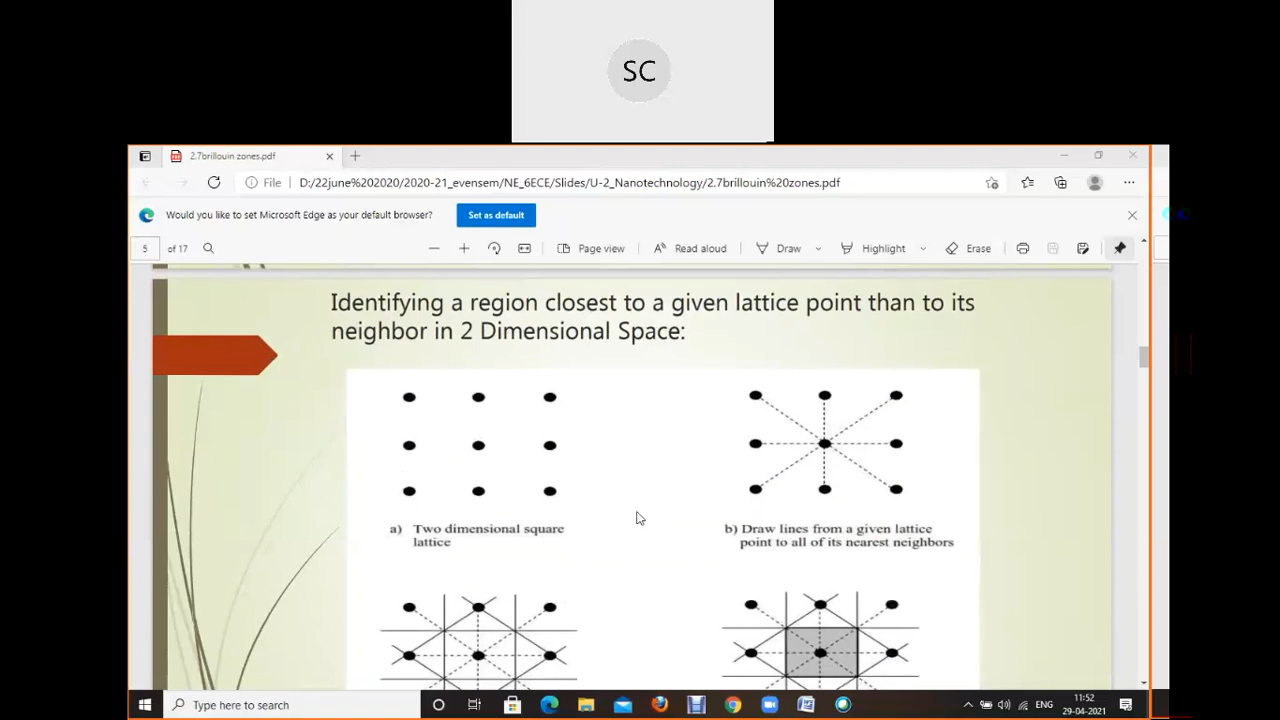 SC
2.7brillouin zones.pdf
File D:/22june%202020/2020-21_evensem/NE_6ECE/Slides/U-2_Nanotechnology/2.7brillouin%20zones.pdf
Would you like to set Microsoft Edge as your default browser? Set as default
5 of 17 Page view Read aloud Draw Highlight Erase
Identifying a region closest to a given lattice point than to its
neighbor in 2 Dimensional Space:
a) Two dimensional square
lattice
b) Draw lines from a given lattice
point to all of its nearest neighbors
Type here to search
ENG
11:52
29-04-2021